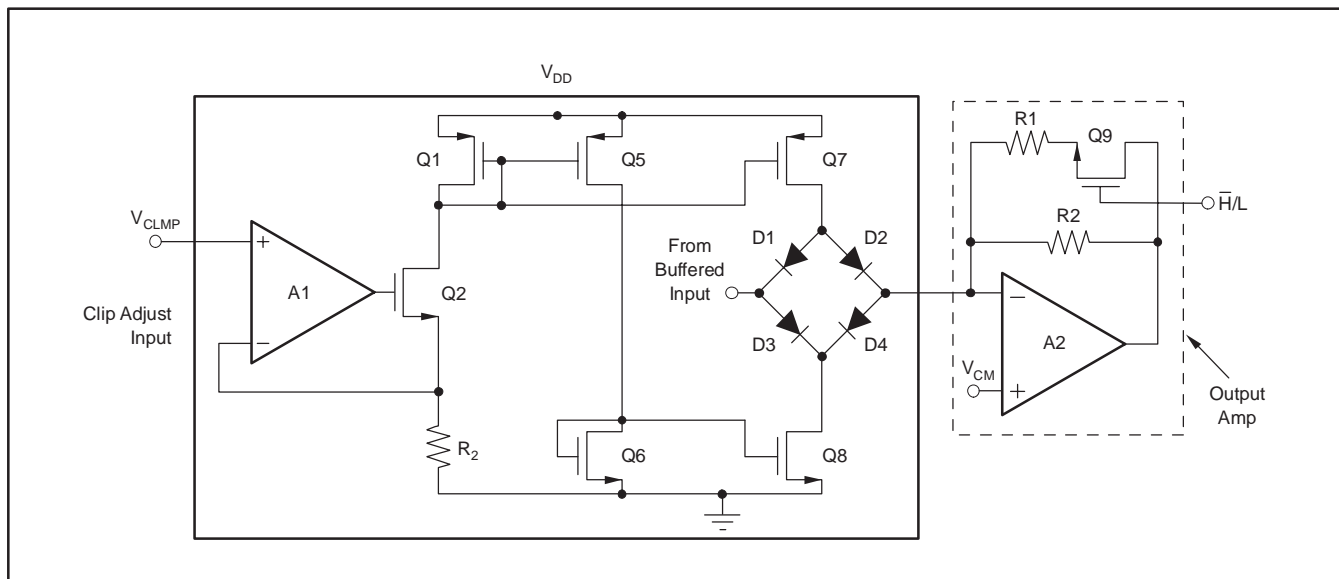 V_DD
Q1
Q5
Q7
R1
Q9
H̅/L
R2
V_CLMP
+
A1
−
Clip Adjust
Input
Q2
From
Buffered
Input
D1
D2
D3
D4
−
A2
V_CM
+
Output
Amp
R_2
Q6
Q8